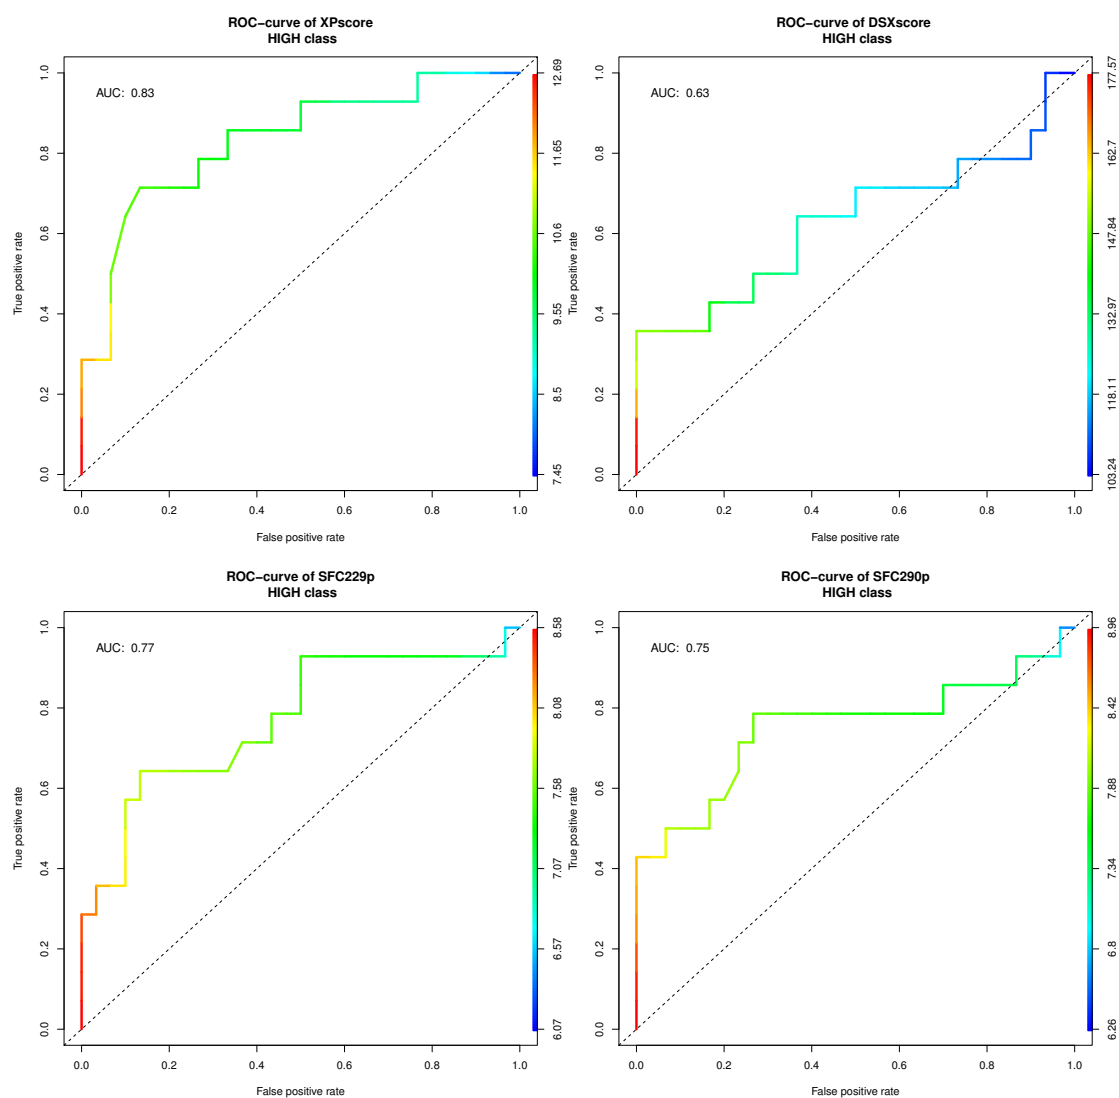 ROC−curve of XPscore
HIGH class
AUC: 0.83
True positive rate
0.0 0.2 0.4 0.6 0.8 1.0
0.0 0.2 0.4 0.6 0.8 1.0
False positive rate
7.45 8.5 9.55 10.6 11.65 12.69
ROC−curve of DSXscore
HIGH class
AUC: 0.63
True positive rate
0.0 0.2 0.4 0.6 0.8 1.0
0.0 0.2 0.4 0.6 0.8 1.0
False positive rate
103.24 118.11 132.97 147.84 162.7 177.57
ROC−curve of SFC229p
HIGH class
AUC: 0.77
True positive rate
0.0 0.2 0.4 0.6 0.8 1.0
0.0 0.2 0.4 0.6 0.8 1.0
False positive rate
6.07 6.57 7.07 7.58 8.08 8.58
ROC−curve of SFC290p
HIGH class
AUC: 0.75
True positive rate
0.0 0.2 0.4 0.6 0.8 1.0
0.0 0.2 0.4 0.6 0.8 1.0
False positive rate
6.26 6.8 7.34 7.88 8.42 8.96